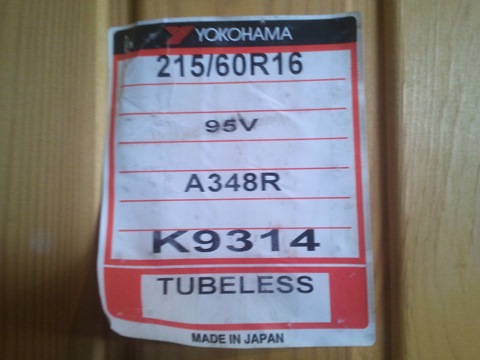 YOKOHAMA
215/60R16
95V
A348R
K9314
TUBELESS
MADE IN JAPAN